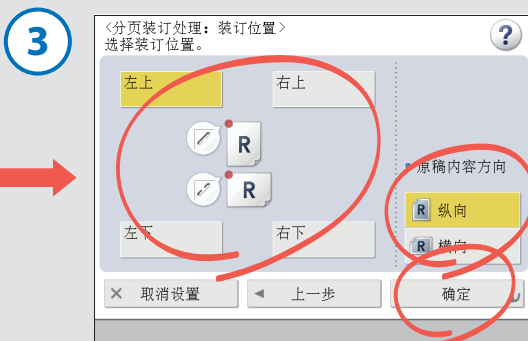 3
<分页装订处理：装订位置>
选择装订位置。
?
左上
右上
R
R
原稿内容方向
R 纵向
R 横向
左下
右下
× 取消设置
◄ 上一步
确定